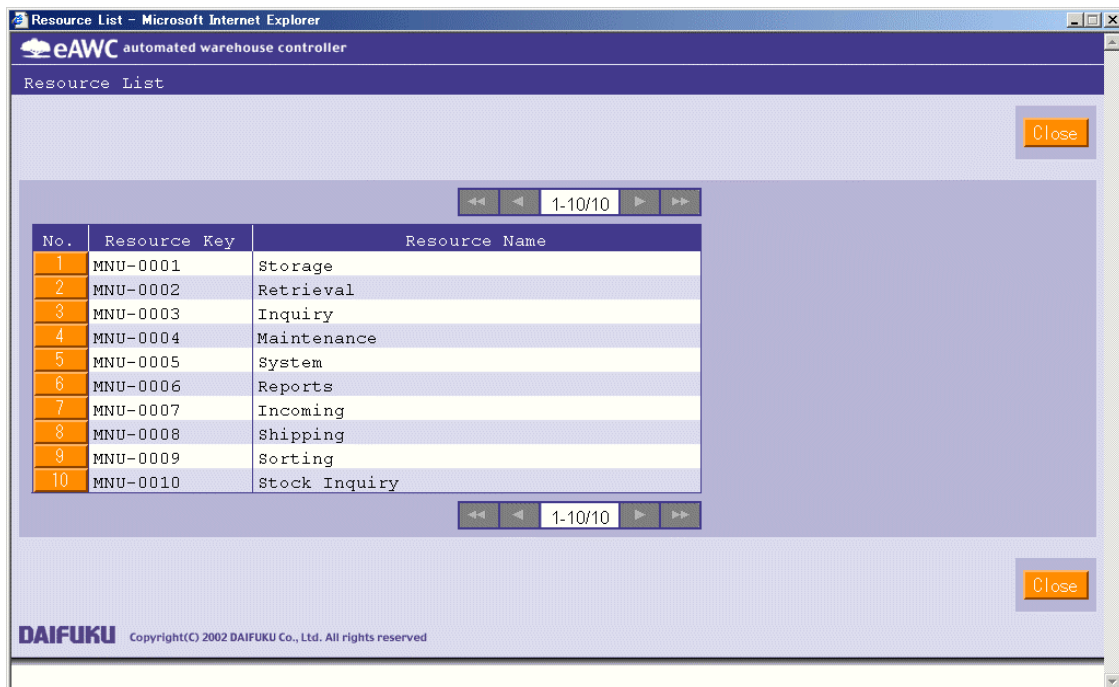 Resource List - Microsoft Internet Explorer
eAWC automated warehouse controller
Resource List
Close
1-10/10
No. Resource Key Resource Name
1 MNU-0001 Storage
2 MNU-0002 Retrieval
3 MNU-0003 Inquiry
4 MNU-0004 Maintenance
5 MNU-0005 System
6 MNU-0006 Reports
7 MNU-0007 Incoming
8 MNU-0008 Shipping
9 MNU-0009 Sorting
10 MNU-0010 Stock Inquiry
1-10/10
Close
DAIFUKU Copyright(C) 2002 DAIFUKU Co., Ltd. All rights reserved